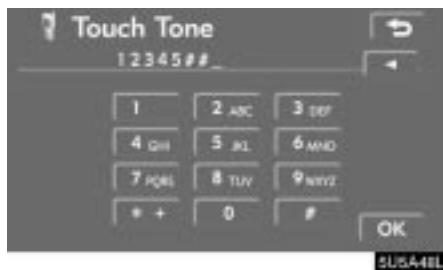 Touch Tone
12345##_
1 2 ABC 3 DEF
4 GHI 5 JKL 6 MNO
7 PQRS 8 TUV 9 WXYZ
* + 0 #
OK
SUSA48L